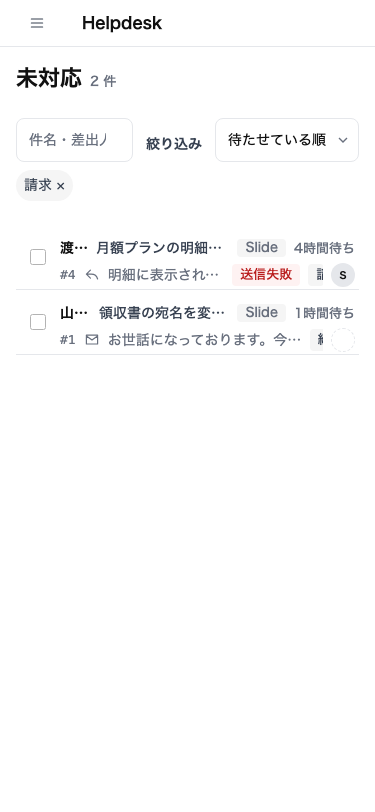 Helpdesk
未対応 2 件
件名・差出人
絞り込み
待たせている順
請求 ×
渡… 月額プランの明細… Slide 4時間待ち
#4 明細に表示され… 送信失敗 S
山… 領収書の宛名を変… Slide 1時間待ち
#1 お世話になっております。今…